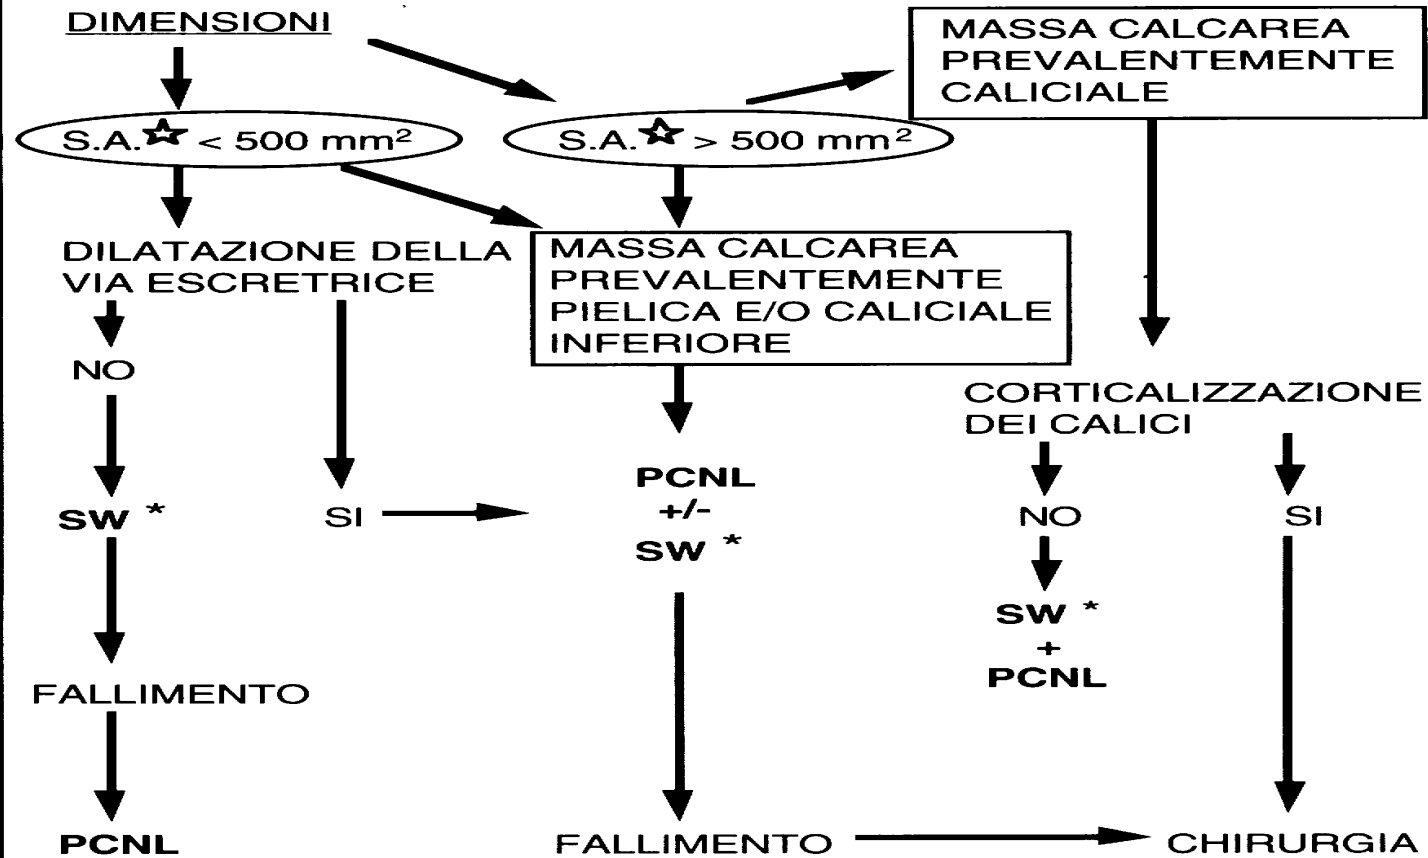 DIMENSIONI
MASSA CALCAREA
PREVALENTEMENTE
CALICIALE
S.A.☆ < 500 mm²
S.A.☆ > 500 mm²
DILATAZIONE DELLA
VIA ESCRETRICE
MASSA CALCAREA
PREVALENTEMENTE
PIELICA E/O CALICIALE
INFERIORE
NO
CORTICALIZZAZIONE
DEI CALICI
SW *
SI
PCNL
+/-
SW *
NO
SI
SW *
+
PCNL
FALLIMENTO
PCNL
FALLIMENTO
CHIRURGIA